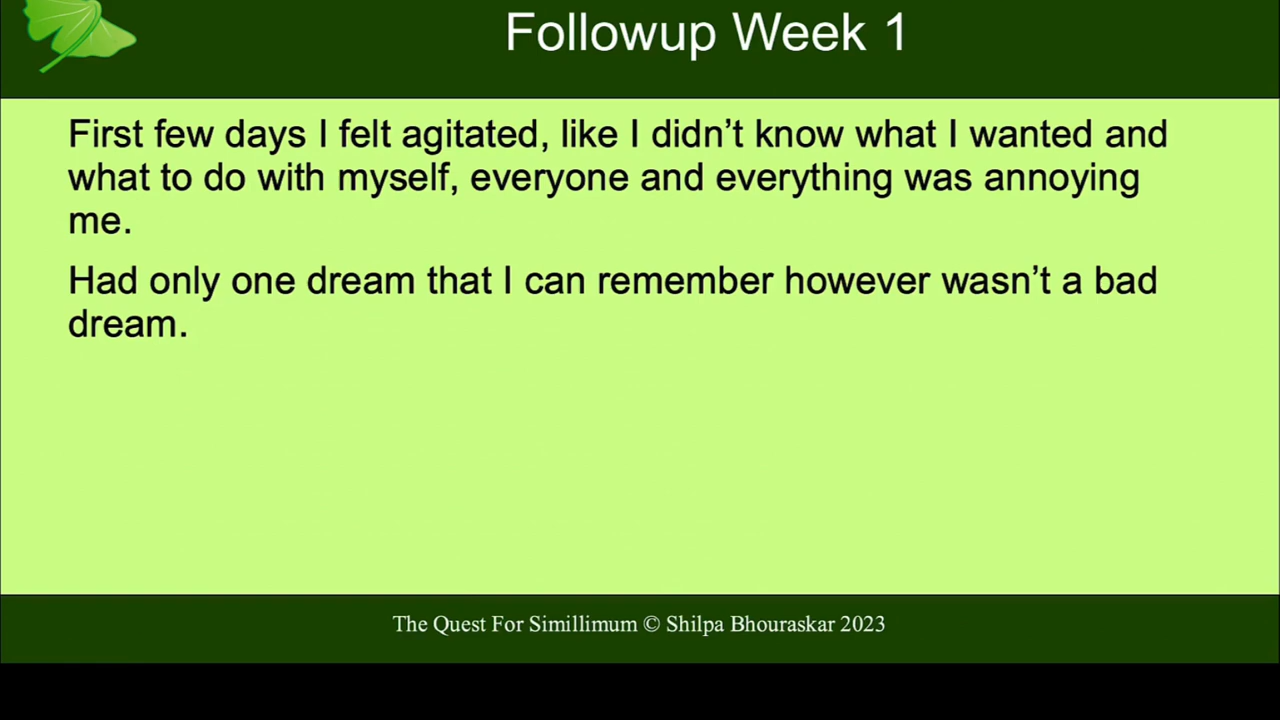 Followup Week 1
First few days I felt agitated, like I didn’t know what I wanted and
what to do with myself, everyone and everything was annoying
me.
Had only one dream that I can remember however wasn’t a bad
dream.
The Quest For Simillimum © Shilpa Bhouraskar 2023